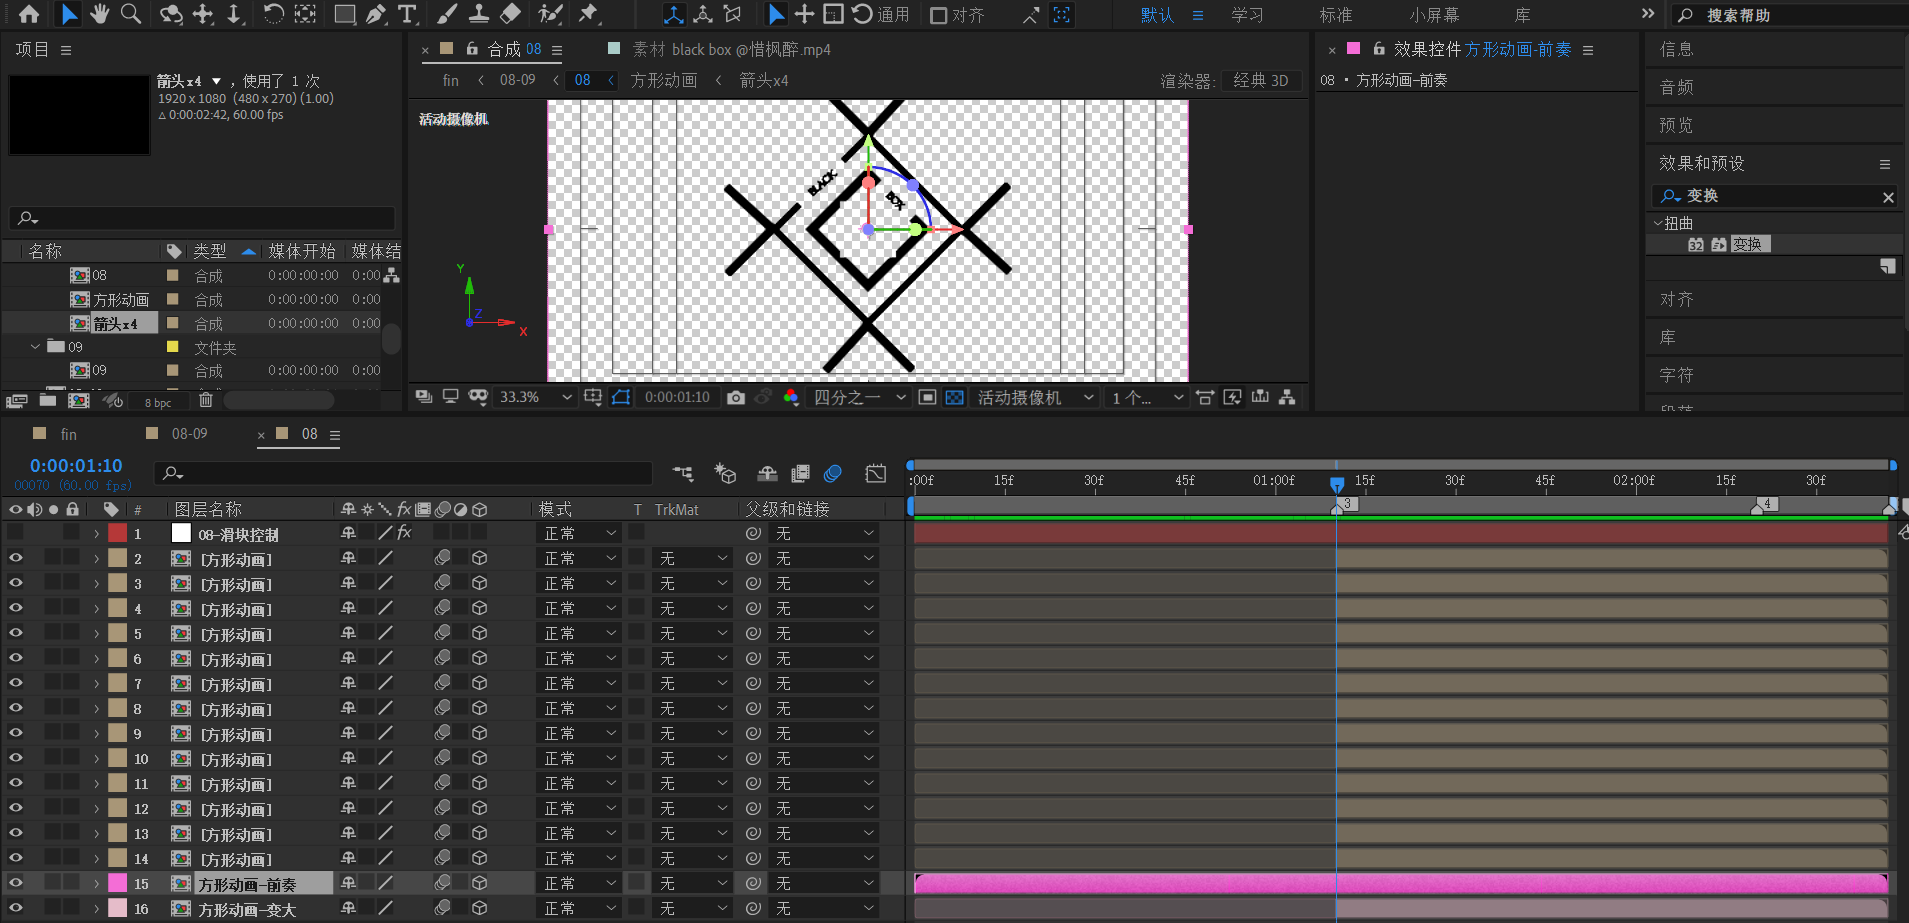 通用
对齐
默认
学习
标准
小屏幕
库
搜索帮助
项目
箭头x4 ，使用了 1 次
1920 x 1080 (480 x 270) (1.00)
△ 0:00:02:42, 60.00 fps
名称 类型 媒体开始 媒体结
08 合成 0:00:00:00 0:00
方形动画 合成 0:00:00:00 0:00
箭头x4 合成 0:00:00:00 0:00
09 文件夹
09 合成 0:00:00:00
8 bpc
合成 08
素材 black box @惜枫醉.mp4
fin 08-09 08 方形动画 箭头x4
渲染器: 经典 3D
活动摄像机
BLACK
BOX
Y
Z
X
33.3% 0:00:01:10 四分之一 活动摄像机 1 个...
效果控件 方形动画-前奏
08 · 方形动画-前奏
信息
音频
预览
效果和预设
变换
扭曲
32 变换
对齐
库
字符
fin 08-09 08
0:00:01:10
00070 (60.00 fps)
:00f 15f 30f 45f 01:00f 15f 30f 45f 02:00f 15f 30f
3 4
# 图层名称 fx 模式 T TrkMat 父级和链接
1 08-滑块控制 fx 正常 无
2 [方形动画] 正常 无 无
3 [方形动画] 正常 无 无
4 [方形动画] 正常 无 无
5 [方形动画] 正常 无 无
6 [方形动画] 正常 无 无
7 [方形动画] 正常 无 无
8 [方形动画] 正常 无 无
9 [方形动画] 正常 无 无
10 [方形动画] 正常 无 无
11 [方形动画] 正常 无 无
12 [方形动画] 正常 无 无
13 [方形动画] 正常 无 无
14 [方形动画] 正常 无 无
15 方形动画-前奏 正常 无 无
16 方形动画-变大 正常 无 无